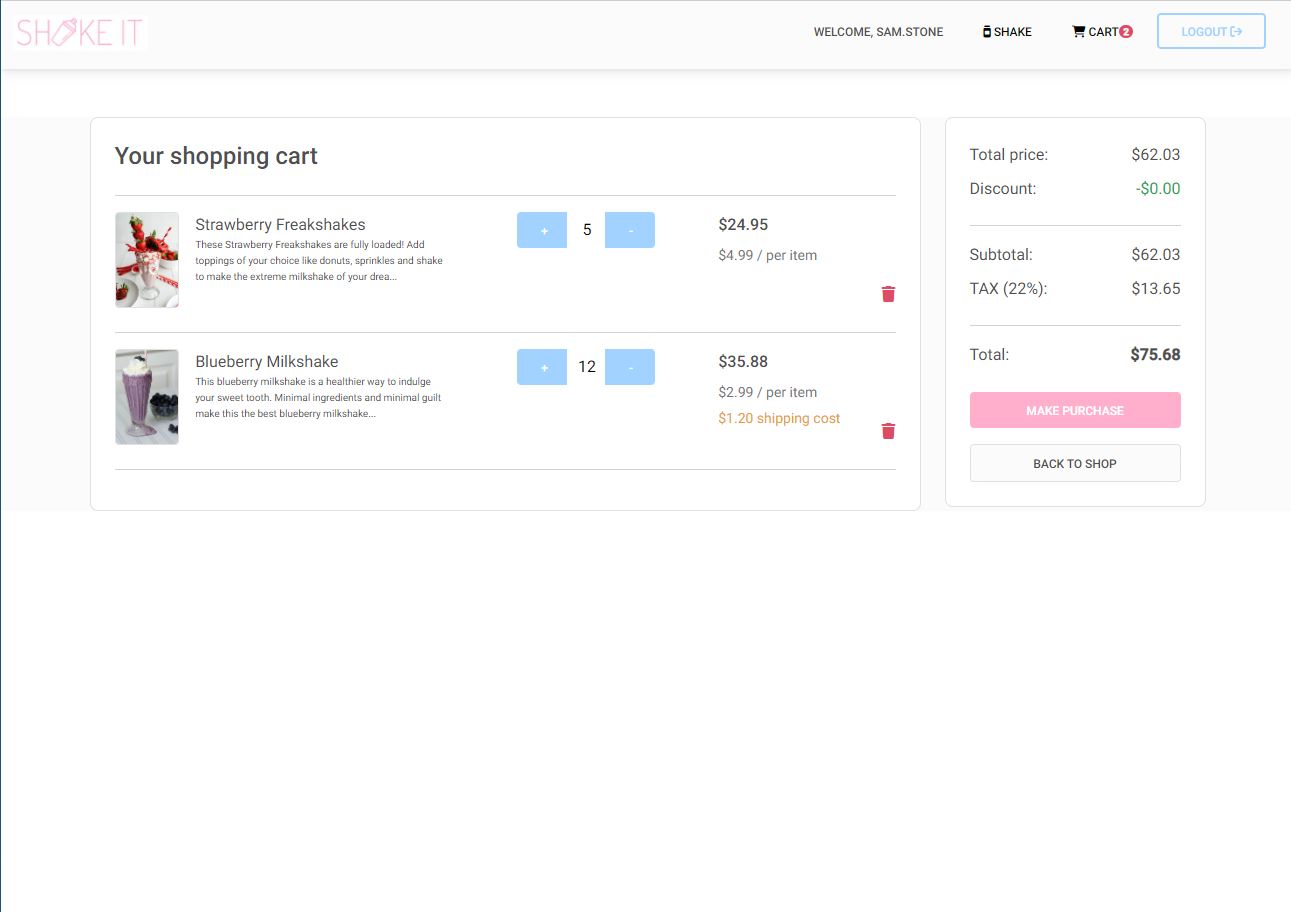 SHAKE IT
WELCOME, SAM.STONE
SHAKE
CART 2
LOGOUT
Your shopping cart
Strawberry Freakshakes
These Strawberry Freakshakes are fully loaded! Add
toppings of your choice like donuts, sprinkles and shake
to make the extreme milkshake of your drea...
+ 5 -
$24.95
$4.99 / per item
Blueberry Milkshake
This blueberry milkshake is a healthier way to indulge
your sweet tooth. Minimal ingredients and minimal guilt
make this the best blueberry milkshake...
+ 12 -
$35.88
$2.99 / per item
$1.20 shipping cost
Total price: $62.03
Discount: -$0.00
Subtotal: $62.03
TAX (22%): $13.65
Total: $75.68
MAKE PURCHASE
BACK TO SHOP